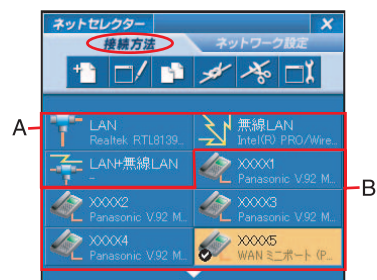 ネットセレクター
接続方法
ネットワーク設定
A
LAN
Realtek RTL8139...
無線LAN
Intel(R) PRO/Wire...
LAN+無線LAN
-
XXXX1
Panasonic V.92 M...
B
XXXX2
Panasonic V.92 M...
XXXX3
Panasonic V.92 M...
XXXX4
Panasonic V.92 M...
XXXX5
WAN ミニポート (P...